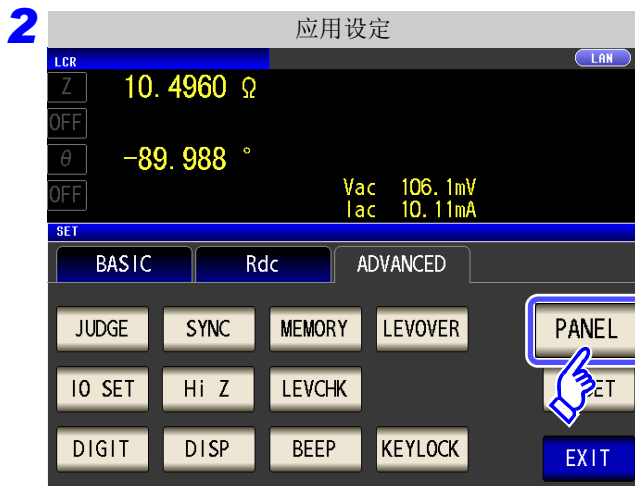 2
应用设定
LCR
LAN
Z 10.4960 Ω
OFF
θ -89.988 °
OFF
Vac 106.1mV
Iac 10.11mA
SET
BASIC Rdc ADVANCED
JUDGE SYNC MEMORY LEVOVER PANEL
IO SET Hi Z LEVCHK
DIGIT DISP BEEP KEYLOCK EXIT